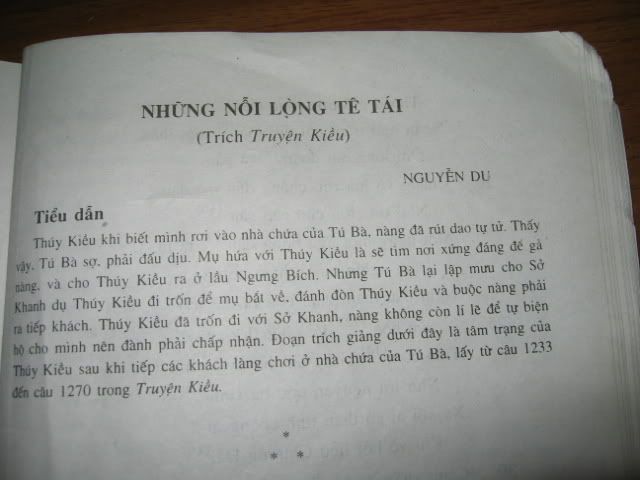 NHỮNG NỖI LÒNG TÊ TÁI
(Trích Truyện Kiều)
NGUYỄN DU
Tiểu dẫn
Thúy Kiều khi biết mình rơi vào nhà chứa của Tú Bà, nàng đã rút dao tự tử. Thấy
vậy, Tú Bà sợ, phải đấu dịu. Mụ hứa với Thúy Kiều là sẽ tìm nơi xứng đáng để gả
nàng, và cho Thúy Kiều ra ở lầu Ngưng Bích. Nhưng Tú Bà lại lập mưu cho Sở
Khanh dụ Thúy Kiều đi trốn để mụ bắt về, đánh đòn Thúy Kiều và buộc nàng phải
ra tiếp khách. Thúy Kiều đã trốn đi với Sở Khanh, nàng không còn lí lẽ để tự biện
hộ cho mình nên đành phải chấp nhận. Đoạn trích giảng dưới đây là tâm trạng của
Thúy Kiều sau khi tiếp các khách làng chơi ở nhà chứa của Tú Bà, lấy từ câu 1233
đến câu 1270 trong Truyện Kiều.
*
* *